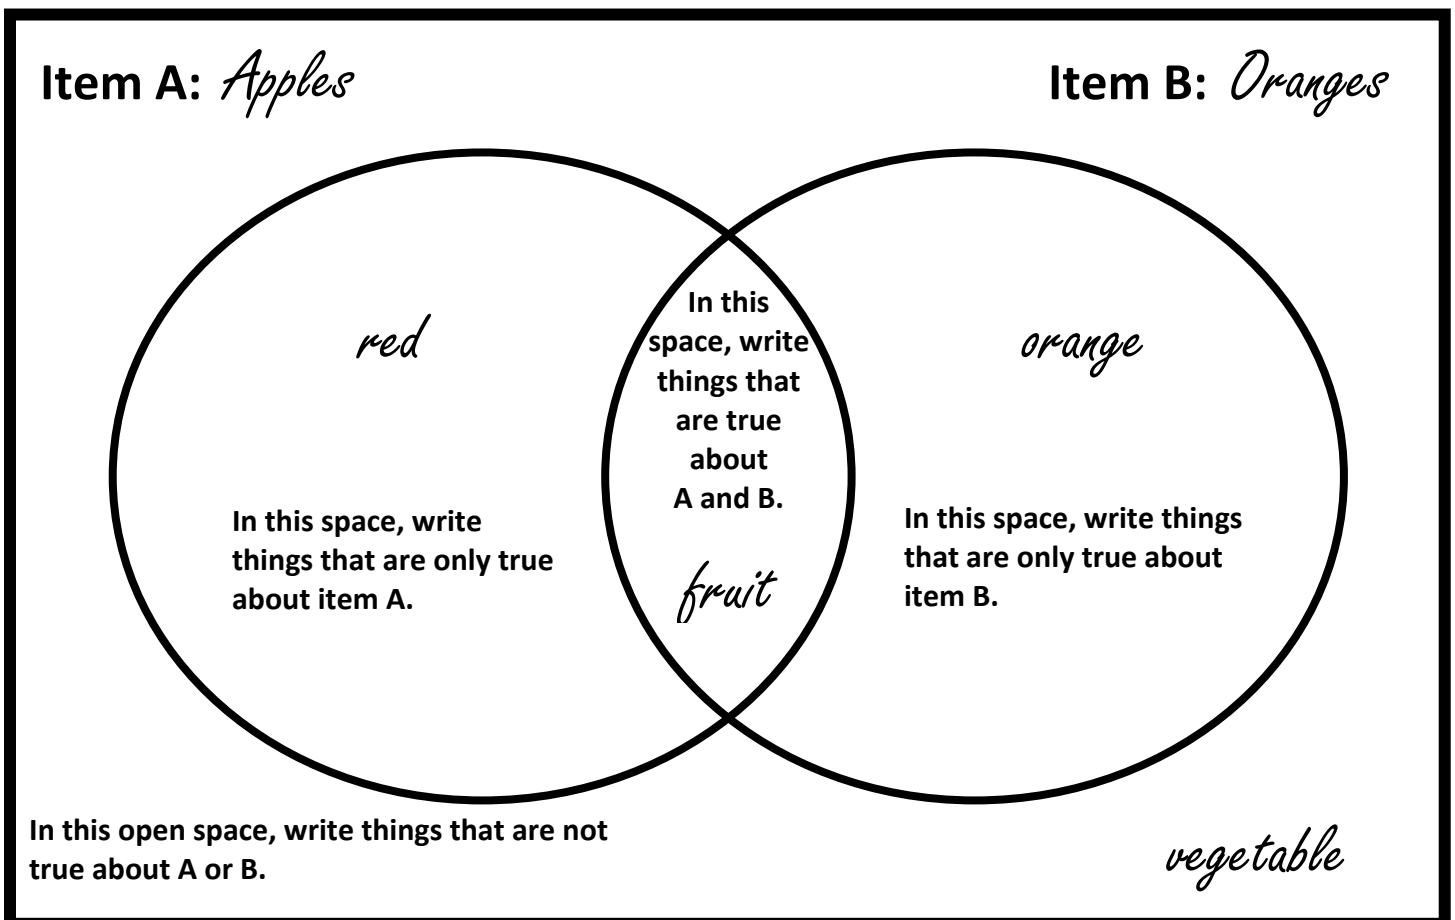 Item A: Apples
Item B: Oranges
red
orange
In this
space, write
things that
are true
about
A and B.
fruit
In this space, write
things that are only true
about item A.
In this space, write things
that are only true about
item B.
In this open space, write things that are not
true about A or B.
vegetable